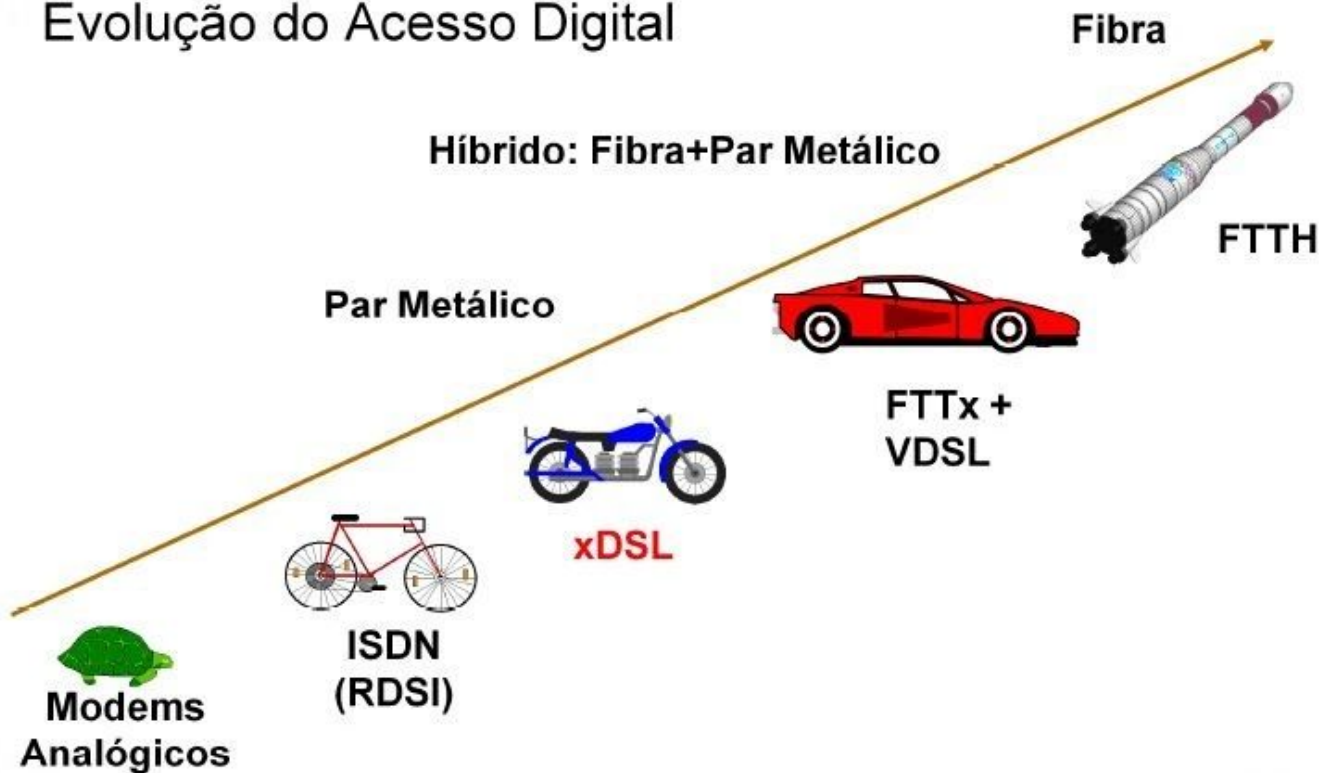 Evolução do Acesso Digital
Fibra
Híbrido: Fibra+Par Metálico
FTTH
Par Metálico
FTTx +
VDSL
xDSL
ISDN
(RDSI)
Modems
Analógicos